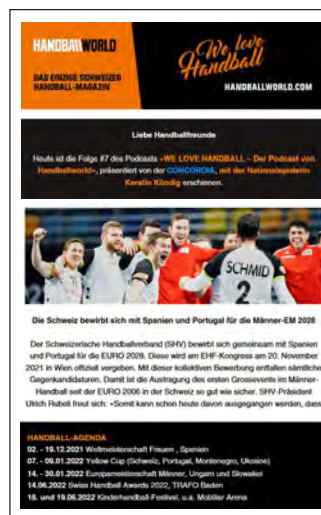 HANDBALLWORLD
DAS EINZIGE SCHWEIZER
HANDBALL-MAGAZIN
We love
Handball
HANDBALLWORLD.COM
Liebe Handballfreunde
Heute ist die Folge #7 des Podcasts «WE LOVE HANDBALL – Der Podcast von
Handballworld», präsentiert von der CONCORDIA, mit der Nationalspielerin
Kerstin Kündig erschienen.
SCHMID
2
Die Schweiz bewirbt sich mit Spanien und Portugal für die Männer-EM 2028
Der Schweizerische Handballverband (SHV) bewirbt sich gemeinsam mit Spanien
und Portugal für die EURO 2028. Diese wird am EHF-Kongress am 20. November
2021 in Wien offiziell vergeben. Mit dieser kollektiven Bewerbung entfallen sämtliche
Gegenkandidaturen. Damit ist die Austragung des ersten Grossevents im Männer-
Handball seit der EURO 2006 in der Schweiz so gut wie sicher. SHV-Präsident
Ulrich Rubeli freut sich: «Somit kann schon heute davon ausgegangen werden, dass
HANDBALL-AGENDA
02. - 19.12.2021 Weltmeisterschaft Frauen , Spanien
07. - 09.01.2022 Yellow Cup (Schweiz, Portugal, Montenegro, Ukraine)
14. - 30.01.2022 Europameisterschaft Männer, Ungarn und Slowakei
14.06.2022 Swiss Handball Awards 2022, TRAFO Baden
18. und 19.06.2022 Kinderhandball-Festival, u.a. Mobiliar Arena